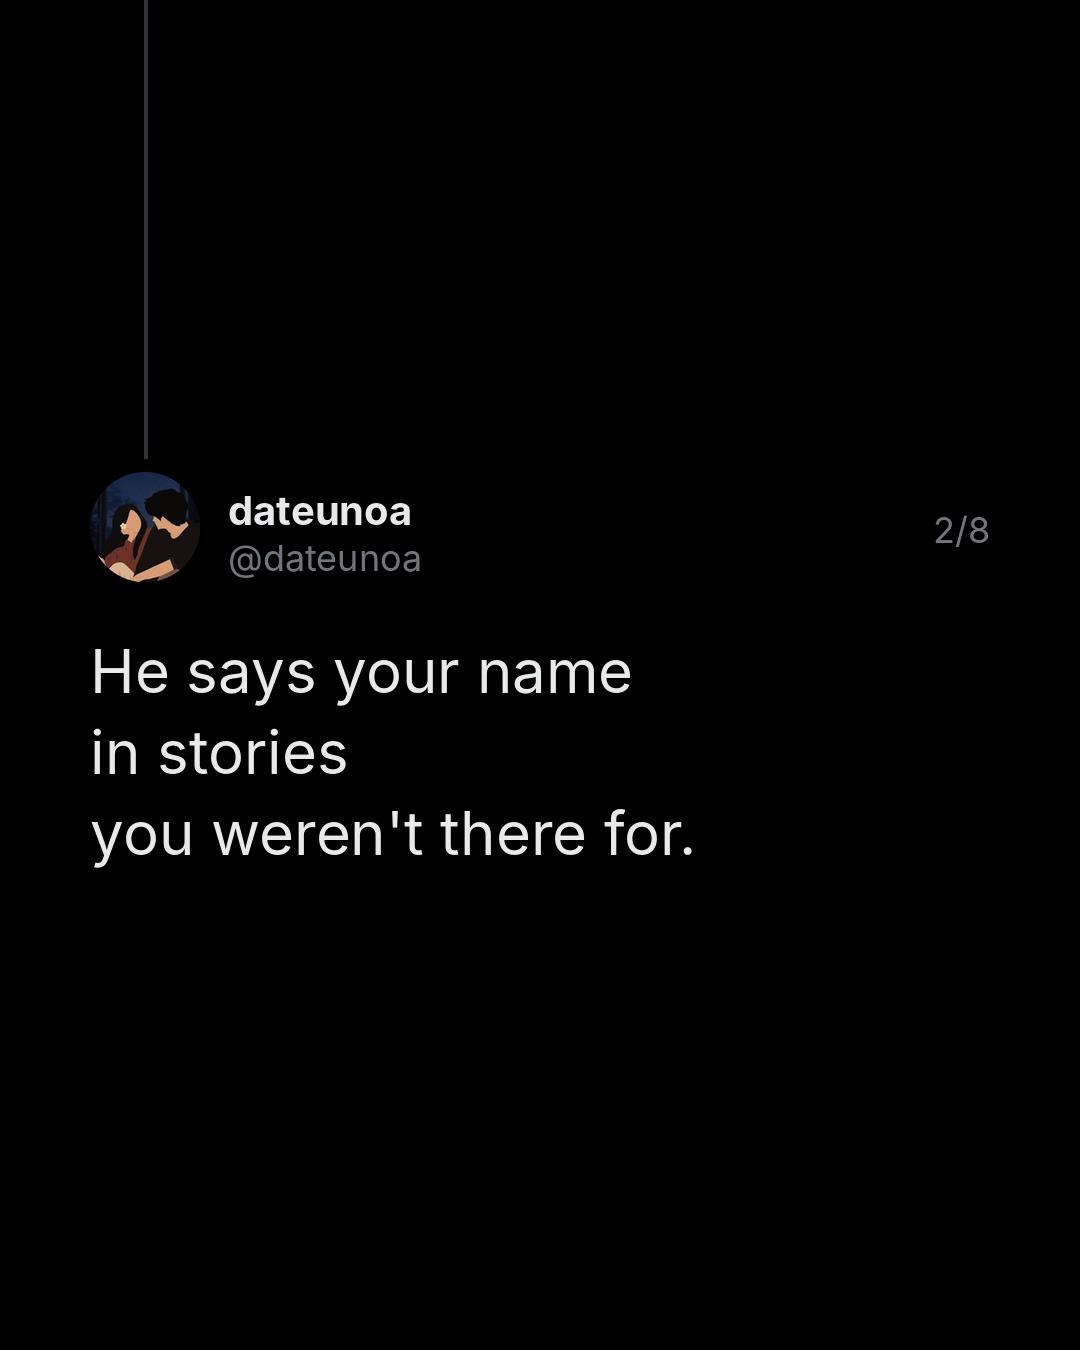 dateunoa
@dateunoa
2/8
He says your name
in stories
you weren't there for.